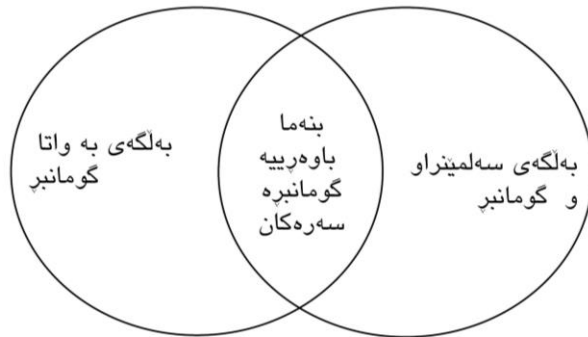 بەڵگەی سەلمێنراو
و گومانبڕ
بنەما
باوەڕییە
گومانبڕە
سەرەکان
بەڵگەی بە واتا
گومانبڕ